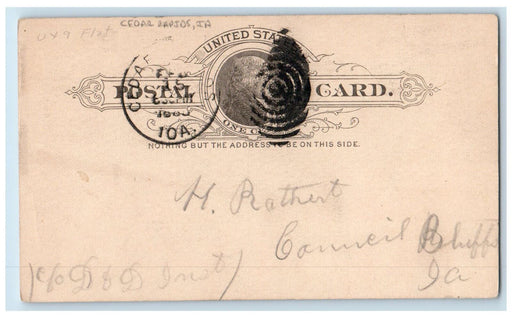 CEDAR RAPIDS, IA
UX9
UNITED STATES
POSTAL CARD.
CEDAR
IOA.
ONE CENT
NOTHING BUT THE ADDRESS TO BE ON THIS SIDE.
H. Rathert
Council Bluffs
Ia
(c/o D & D Inst)